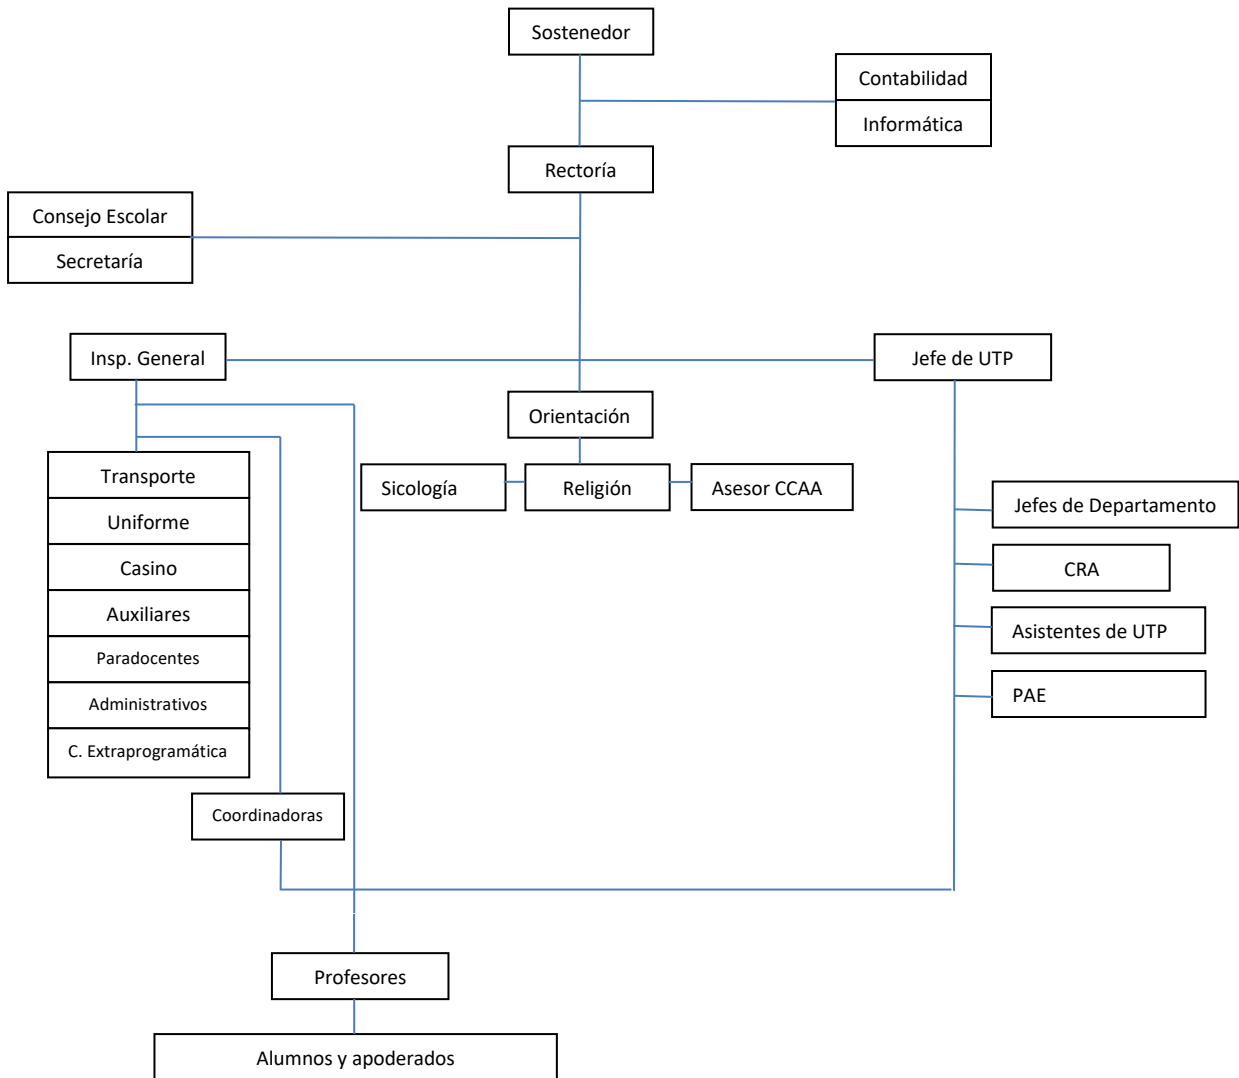 Sostenedor
Contabilidad
Informática
Rectoría
Consejo Escolar
Secretaría
Insp. General
Jefe de UTP
Orientación
Sicología
Religión
Asesor CCAA
Transporte
Uniforme
Casino
Auxiliares
Paradocentes
Administrativos
C. Extraprogramática
Jefes de Departamento
CRA
Asistentes de UTP
PAE
Coordinadoras
Profesores
Alumnos y apoderados